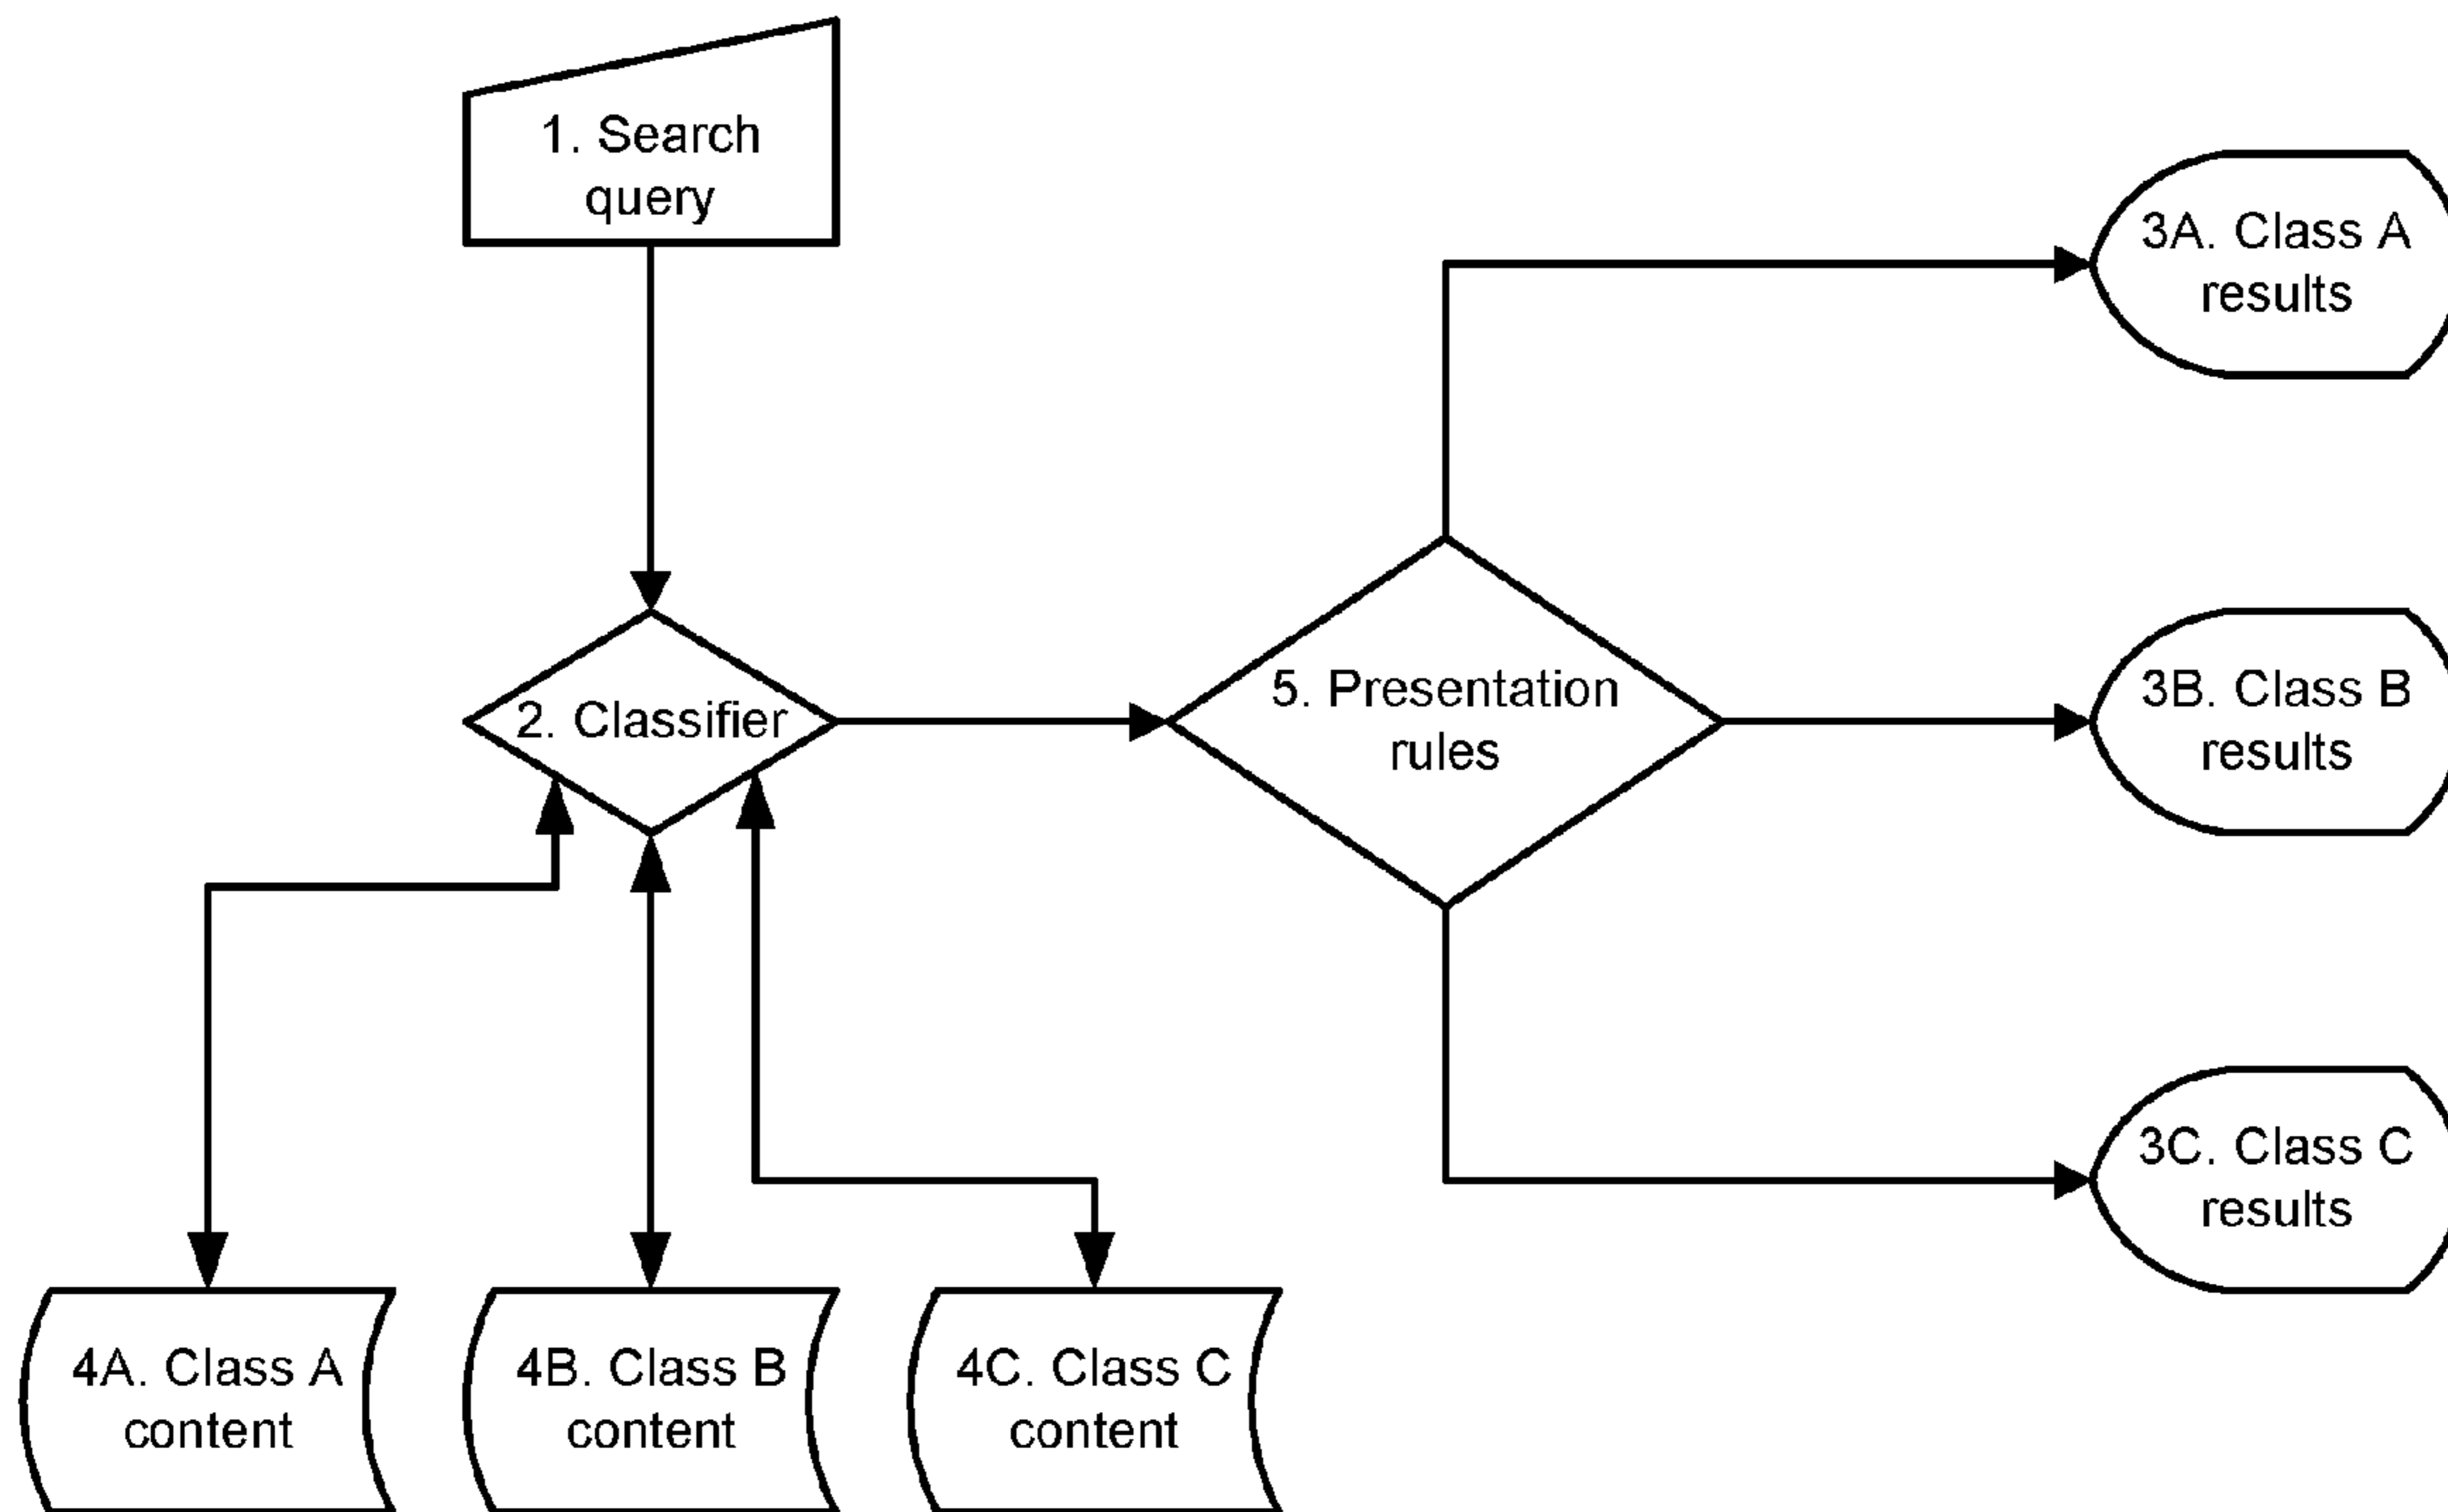 1. Search
query
3A. Class A
results
2. Classifier
5. Presentation
rules
3B. Class B
results
3C. Class C
results
4A. Class A
content
4B. Class B
content
4C. Class C
content